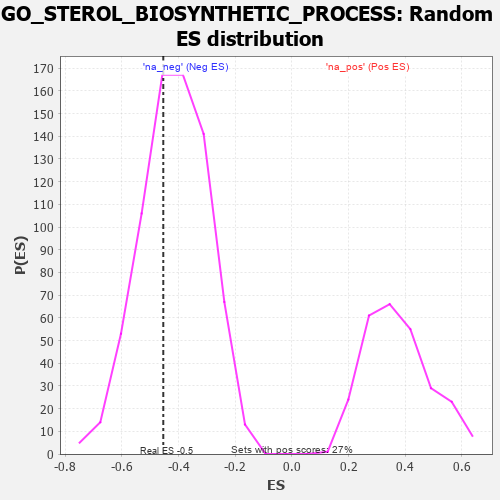 GO_STEROL_BIOSYNTHETIC_PROCESS: Random
ES distribution
'na_neg' (Neg ES)
'na_pos' (Pos ES)
170
160
150
140
130
120
110
100
90
80
70
60
50
40
30
20
10
0
P(ES)
Real ES -0.5
Sets with pos scores: 27%
-0.8 -0.6 -0.4 -0.2 0.0 0.2 0.4 0.6
ES